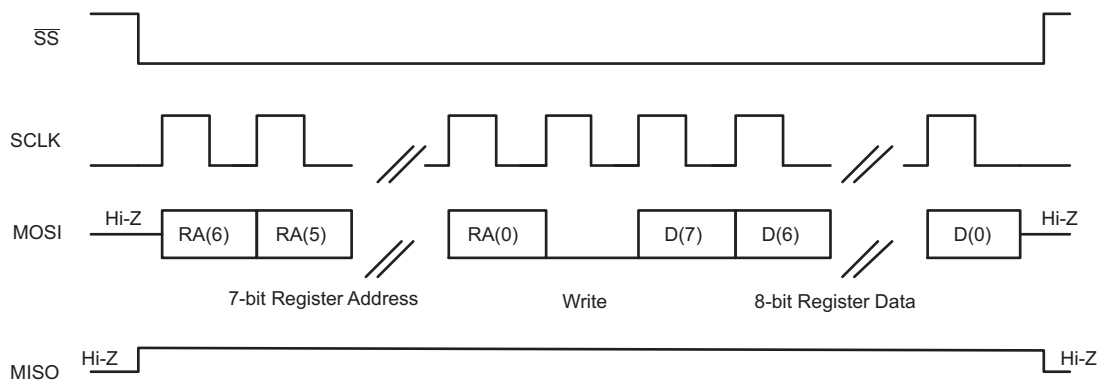 SS
SCLK
MOSI Hi-Z RA(6) RA(5) RA(0) D(7) D(6) D(0) Hi-Z
7-bit Register Address Write 8-bit Register Data
MISO Hi-Z Hi-Z